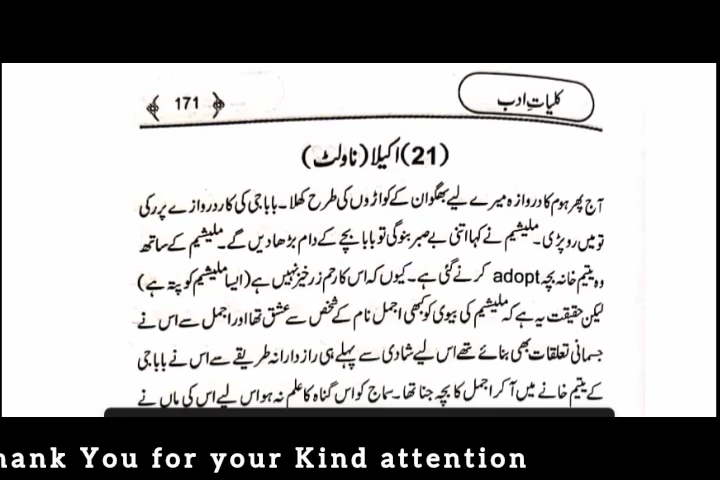 کلیاتِ ادب
171
(21) اکیلا (ناولٹ)
آج پھر ہوم کا دروازہ میرے لیے بھگوان کے کواڑوں کی طرح کھلا۔ بابا جی کی کار دروازے پر رکی
تو میں رو پڑی۔ ملیشیم نے کہا اتنی بے صبر بنو گی تو بابا بچے کے دام بڑھا دیں گے۔ ملیشیم کے ساتھ
وہ یتیم خانہ بچہ adopt کرنے گئی ہے۔ کیوں کہ اس کا رحم زرخیز نہیں ہے (ایسا ملیشیم کو پتہ ہے)
لیکن حقیقت یہ ہے کہ ملیشیم کی بیوی کو کبھی اجمل نام کے شخص سے عشق تھا اور اجمل سے اس نے
جسمانی تعلقات بھی بنائے تھے اس لیے شادی سے پہلے ہی رازدارانہ طریقے سے اس نے بابا جی
کے یتیم خانے میں آ کر اجمل کا بچہ جنا تھا۔ سماج کو اس گناہ کا علم نہ ہو اس لیے اس کی ماں نے
hank You for your Kind attention